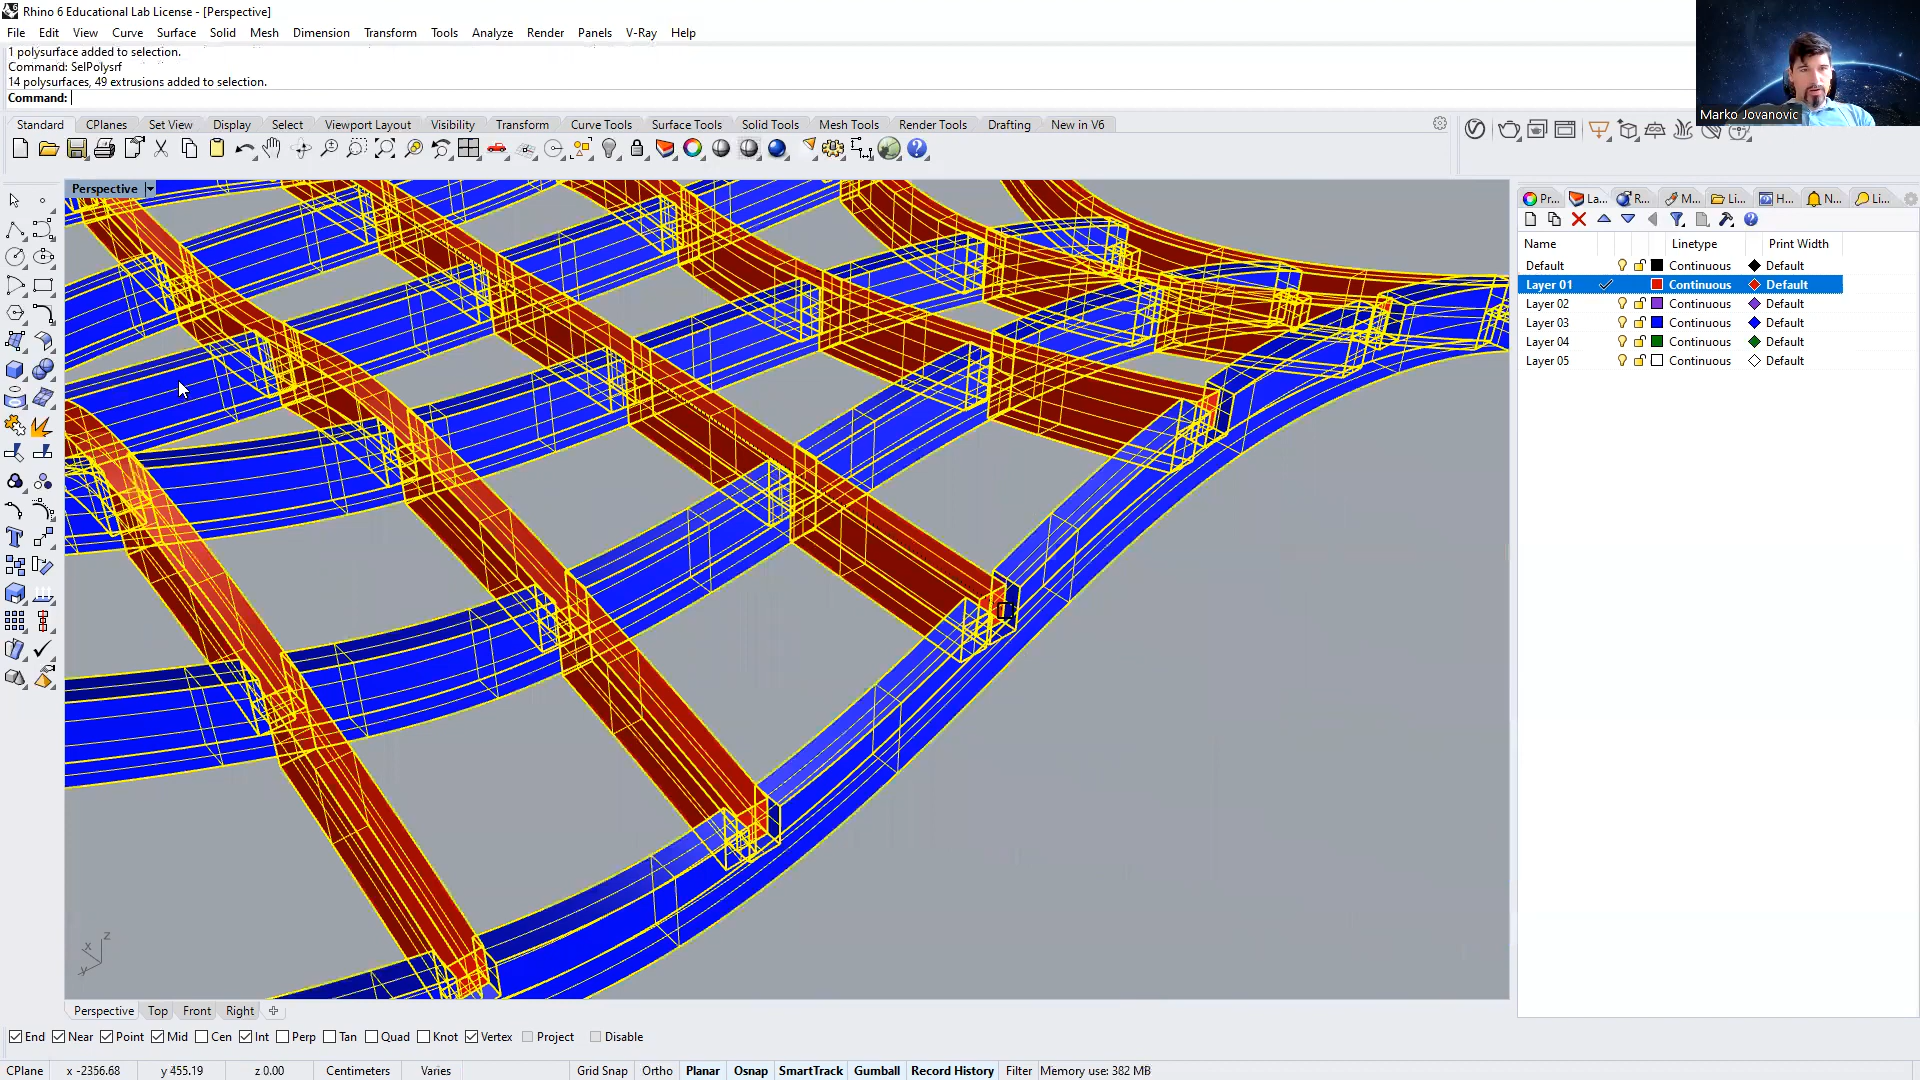 Rhino 6 Educational Lab License - [Perspective]
File Edit View Curve Surface Solid Mesh Dimension Transform Tools Analyze Render Panels V-Ray Help
1 polysurface added to selection.
Command: SelPolysrf
14 polysurfaces, 49 extrusions added to selection.
Command:
Marko Jovanovic
Standard CPlanes Set View Display Select Viewport Layout Visibility Transform Curve Tools Surface Tools Solid Tools Mesh Tools Render Tools Drafting New in V6
Perspective
Pr... La... R... M... Li... H... N... Li...
Name Linetype Print Width
Default Continuous Default
Layer 01 Continuous Default
Layer 02 Continuous Default
Layer 03 Continuous Default
Layer 04 Continuous Default
Layer 05 Continuous Default
z
x
y
Perspective Top Front Right
End Near Point Mid Cen Int Perp Tan Quad Knot Vertex Project Disable
CPlane x -2356.68 y 455.19 z 0.00 Centimeters Varies Grid Snap Ortho Planar Osnap SmartTrack Gumball Record History Filter Memory use: 382 MB